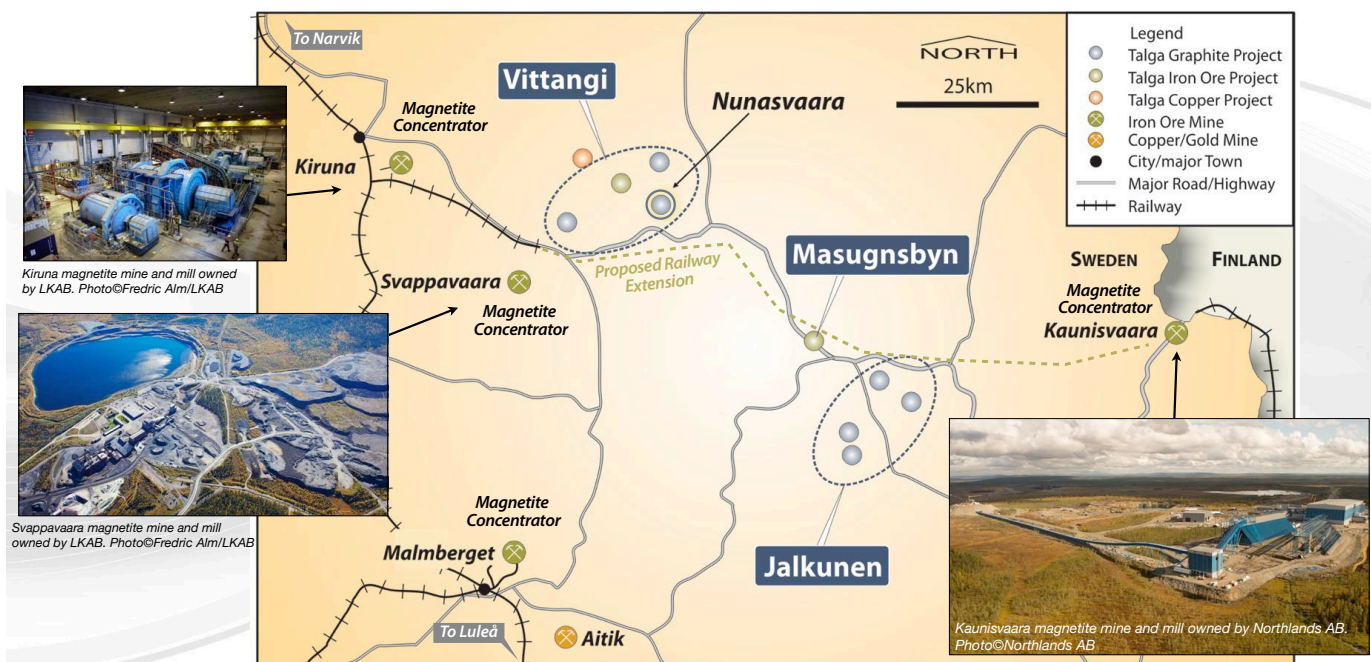 To Narvik
Vittangi
Nunasvaara
NORTH
25km
Legend
Talga Graphite Project
Talga Iron Ore Project
Talga Copper Project
Iron Ore Mine
Copper/Gold Mine
City/major Town
Major Road/Highway
Railway
Magnetite
Concentrator
Kiruna
Kiruna magnetite mine and mill owned
by LKAB. Photo©Fredric Alm/LKAB
Svappavaara
Magnetite
Concentrator
Proposed Railway
Extension
Masugnsbyn
SWEDEN
FINLAND
Magnetite
Concentrator
Kaunisvaara
Svappavaara magnetite mine and mill
owned by LKAB. Photo©Fredric Alm/LKAB
Magnetite
Concentrator
Malmberget
To Luleå
Aitik
Jalkunen
Kaunisvaara magnetite mine and mill owned by Northlands AB.
Photo©Northlands AB